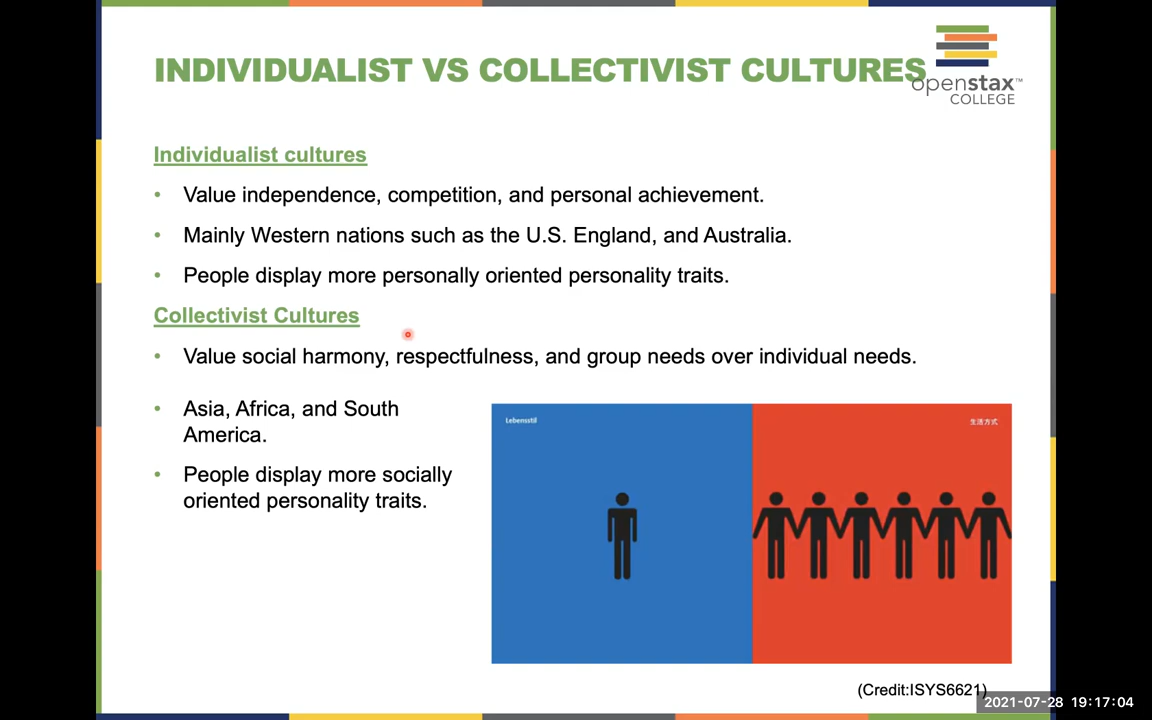 INDIVIDUALIST VS COLLECTIVIST CULTURES
openstax™
COLLEGE
Individualist cultures
• Value independence, competition, and personal achievement.
• Mainly Western nations such as the U.S. England, and Australia.
• People display more personally oriented personality traits.
Collectivist Cultures
• Value social harmony, respectfulness, and group needs over individual needs.
• Asia, Africa, and South
America.
• People display more socially
oriented personality traits.
Lebensstil
生活方式
(Credit:ISYS6621)
2021-07-28 19:17:04